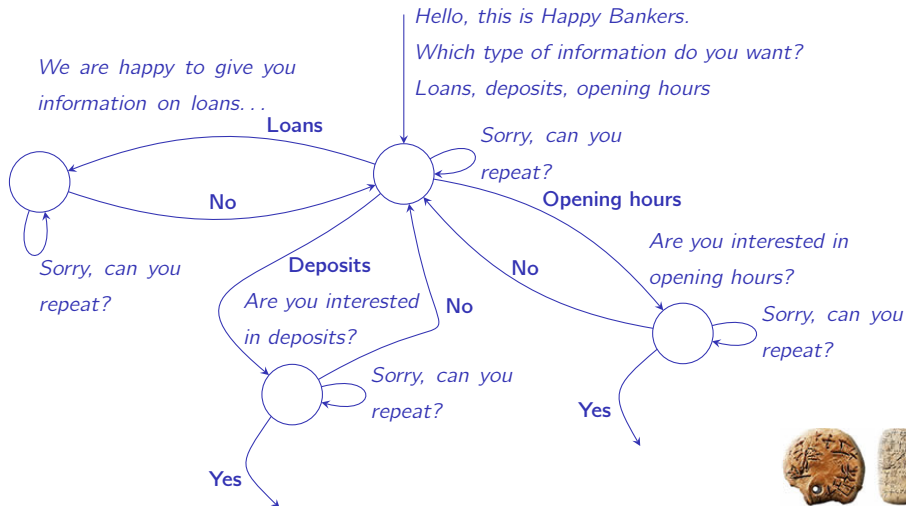 Hello, this is Happy Bankers.
Which type of information do you want?
Loans, deposits, opening hours
We are happy to give you
information on loans. . .
Loans
Sorry, can you
repeat?
No
Opening hours
Sorry, can you
repeat?
Deposits
Are you interested
in deposits?
No
No
Are you interested in
opening hours?
Sorry, can you
repeat?
Sorry, can you
repeat?
Yes
Yes